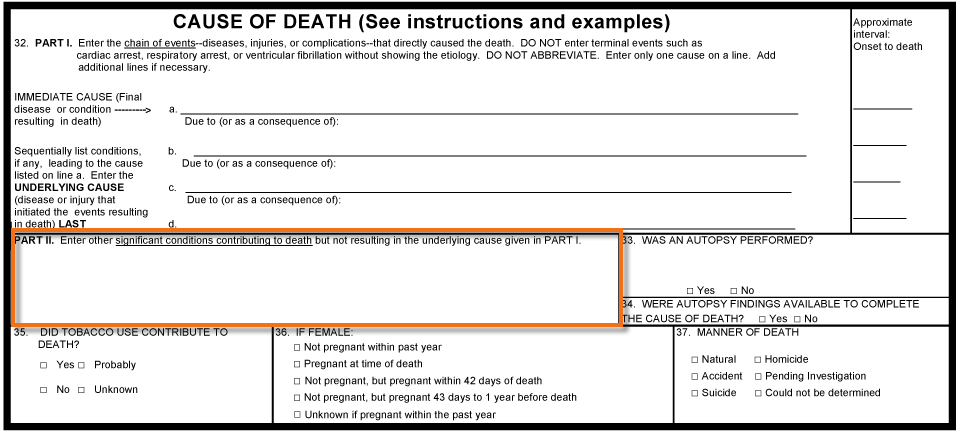 CAUSE OF DEATH (See instructions and examples)
32. PART I. Enter the chain of events--diseases, injuries, or complications--that directly caused the death. DO NOT enter terminal events such as
cardiac arrest, respiratory arrest, or ventricular fibrillation without showing the etiology. DO NOT ABBREVIATE. Enter only one cause on a line. Add
additional lines if necessary.
Approximate
interval:
Onset to death
IMMEDIATE CAUSE (Final
disease or condition --------->
resulting in death)
a.
Due to (or as a consequence of):
Sequentially list conditions,
if any, leading to the cause
listed on line a. Enter the
UNDERLYING CAUSE
(disease or injury that
initiated the events resulting
in death) LAST
b.
Due to (or as a consequence of):
c.
Due to (or as a consequence of):
d.
PART II. Enter other significant conditions contributing to death but not resulting in the underlying cause given in PART I.
33. WAS AN AUTOPSY PERFORMED?
□ Yes □ No
34. WERE AUTOPSY FINDINGS AVAILABLE TO COMPLETE
THE CAUSE OF DEATH? □ Yes □ No
35. DID TOBACCO USE CONTRIBUTE TO
DEATH?
□ Yes □ Probably
□ No □ Unknown
36. IF FEMALE:
□ Not pregnant within past year
□ Pregnant at time of death
□ Not pregnant, but pregnant within 42 days of death
□ Not pregnant, but pregnant 43 days to 1 year before death
□ Unknown if pregnant within the past year
37. MANNER OF DEATH
□ Natural □ Homicide
□ Accident □ Pending Investigation
□ Suicide □ Could not be determined